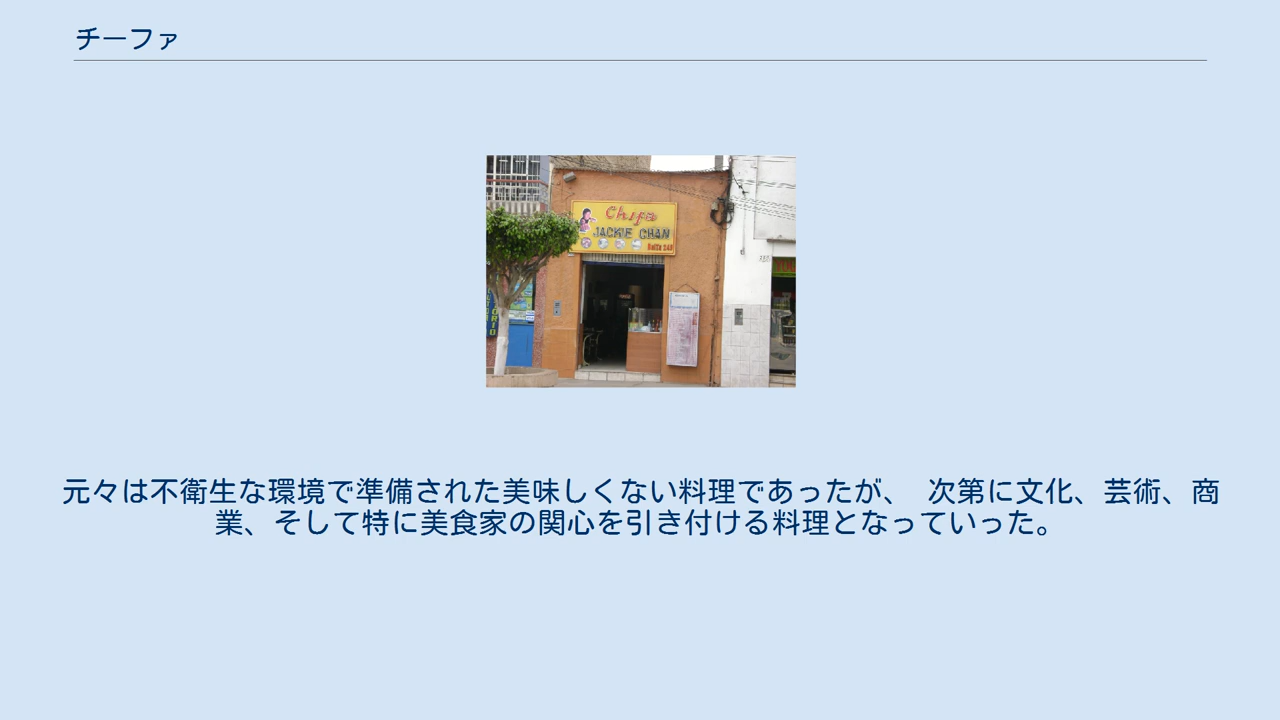 チーファ
Chifa
JACKIE CHAN
元々は不衛生な環境で準備された美味しくない料理であったが、 次第に文化、芸術、商
業、そして特に美食家の関心を引き付ける料理となっていった。